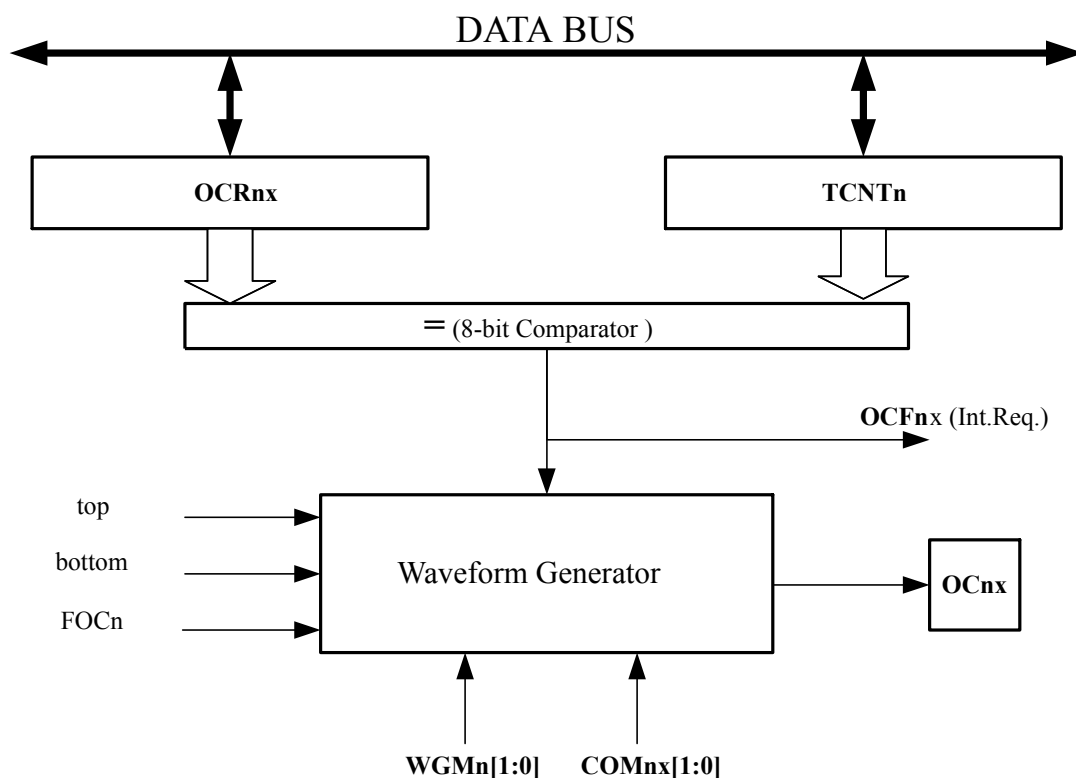 DATA BUS
OCRnx
TCNTn
= (8-bit Comparator )
OCFnx (Int.Req.)
top
bottom
FOCn
Waveform Generator
OCnx
WGMn[1:0]
COMnx[1:0]